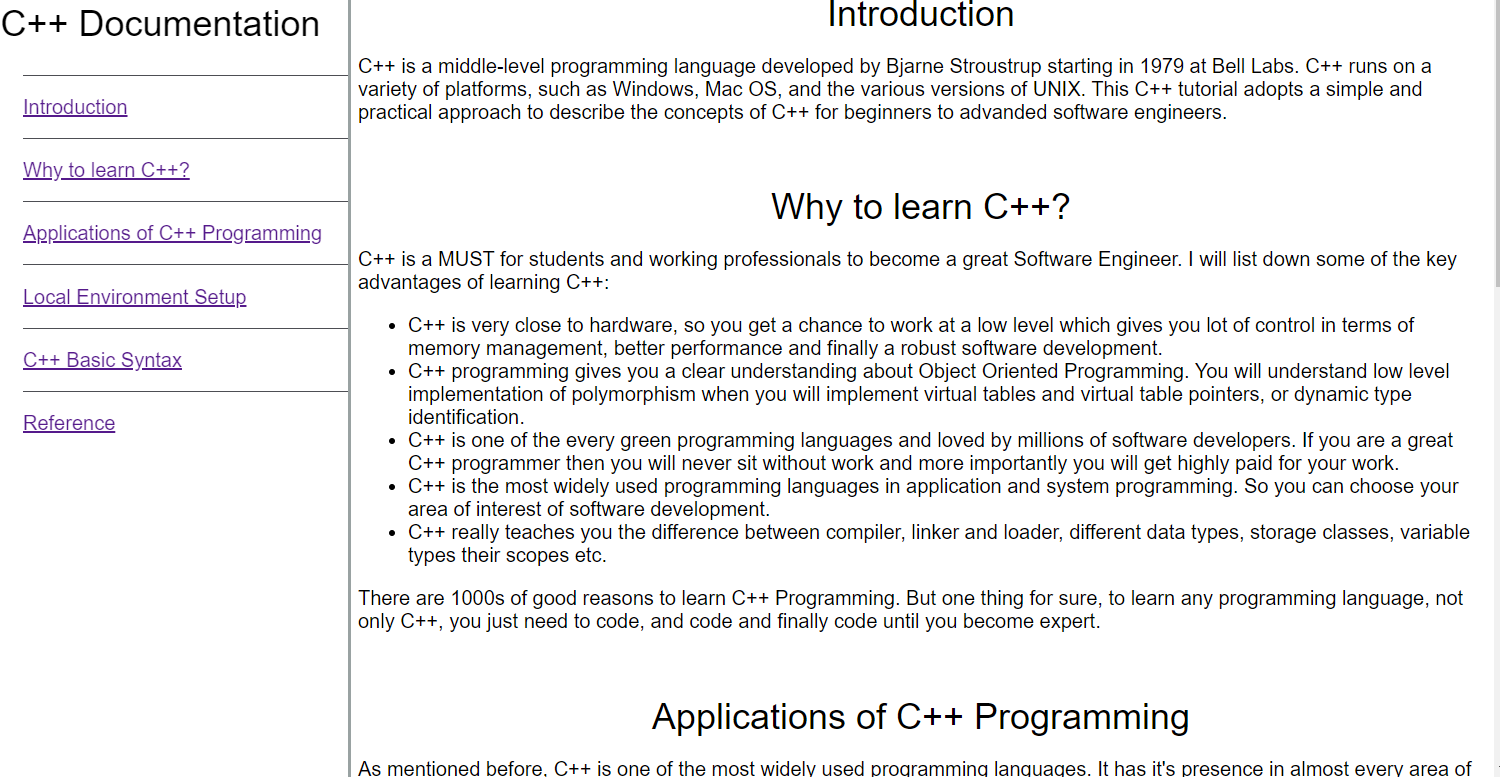 C++ Documentation
Introduction
Why to learn C++?
Applications of C++ Programming
Local Environment Setup
C++ Basic Syntax
Reference
Introduction
C++ is a middle-level programming language developed by Bjarne Stroustrup starting in 1979 at Bell Labs. C++ runs on a
variety of platforms, such as Windows, Mac OS, and the various versions of UNIX. This C++ tutorial adopts a simple and
practical approach to describe the concepts of C++ for beginners to advanded software engineers.
Why to learn C++?
C++ is a MUST for students and working professionals to become a great Software Engineer. I will list down some of the key
advantages of learning C++:
• C++ is very close to hardware, so you get a chance to work at a low level which gives you lot of control in terms of
memory management, better performance and finally a robust software development.
• C++ programming gives you a clear understanding about Object Oriented Programming. You will understand low level
implementation of polymorphism when you will implement virtual tables and virtual table pointers, or dynamic type
identification.
• C++ is one of the every green programming languages and loved by millions of software developers. If you are a great
C++ programmer then you will never sit without work and more importantly you will get highly paid for your work.
• C++ is the most widely used programming languages in application and system programming. So you can choose your
area of interest of software development.
• C++ really teaches you the difference between compiler, linker and loader, different data types, storage classes, variable
types their scopes etc.
There are 1000s of good reasons to learn C++ Programming. But one thing for sure, to learn any programming language, not
only C++, you just need to code, and code and finally code until you become expert.
Applications of C++ Programming
As mentioned before, C++ is one of the most widely used programming languages. It has it's presence in almost every area of